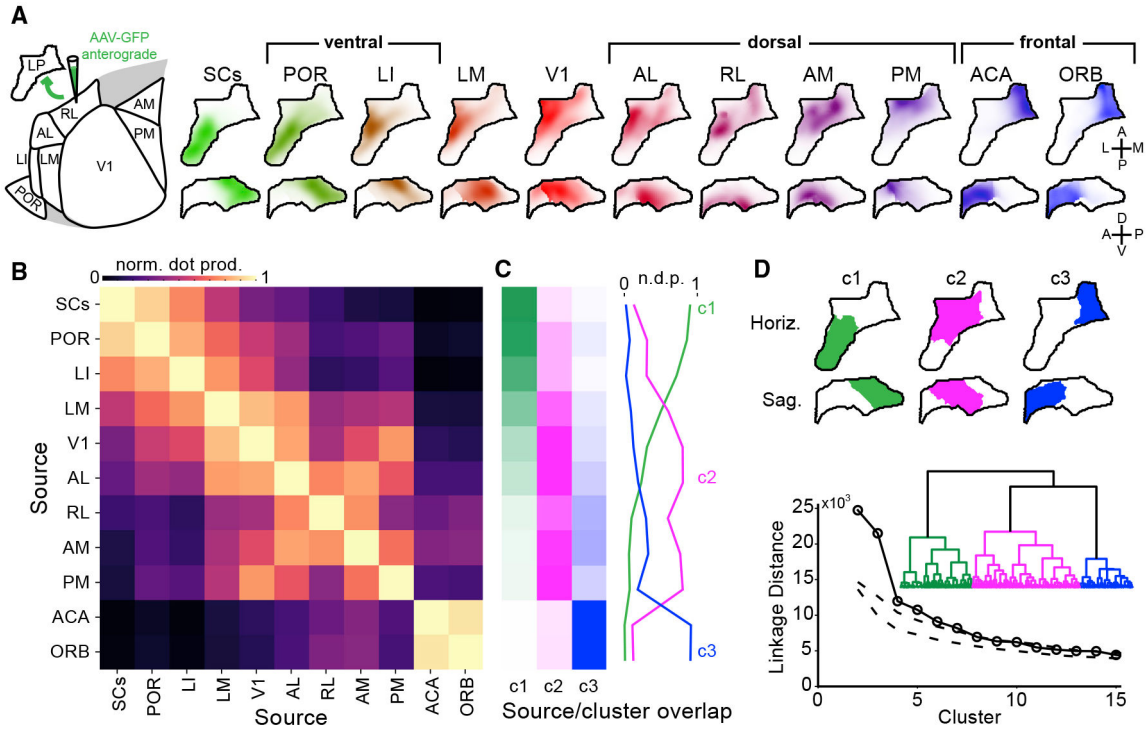 A
AAV-GFP
anterograde
LP
RL
AM
AL
PM
LI
LM
V1
POR
ventral
dorsal
frontal
SCs POR LI LM V1 AL RL AM PM ACA ORB
A
L M
P
D
A P
V
B
0 norm. dot prod. 1
SCs
POR
LI
LM
V1
AL
RL
AM
PM
ACA
ORB
Source
SCs POR LI LM V1 AL RL AM PM ACA ORB
Source
C
0 n.d.p. 1
c1
c2
c3
c1 c2 c3
Source/cluster overlap
D
c1 c2 c3
Horiz.
Sag.
25 x10³
20
15
10
5
0
Linkage Distance
0 5 10 15
Cluster